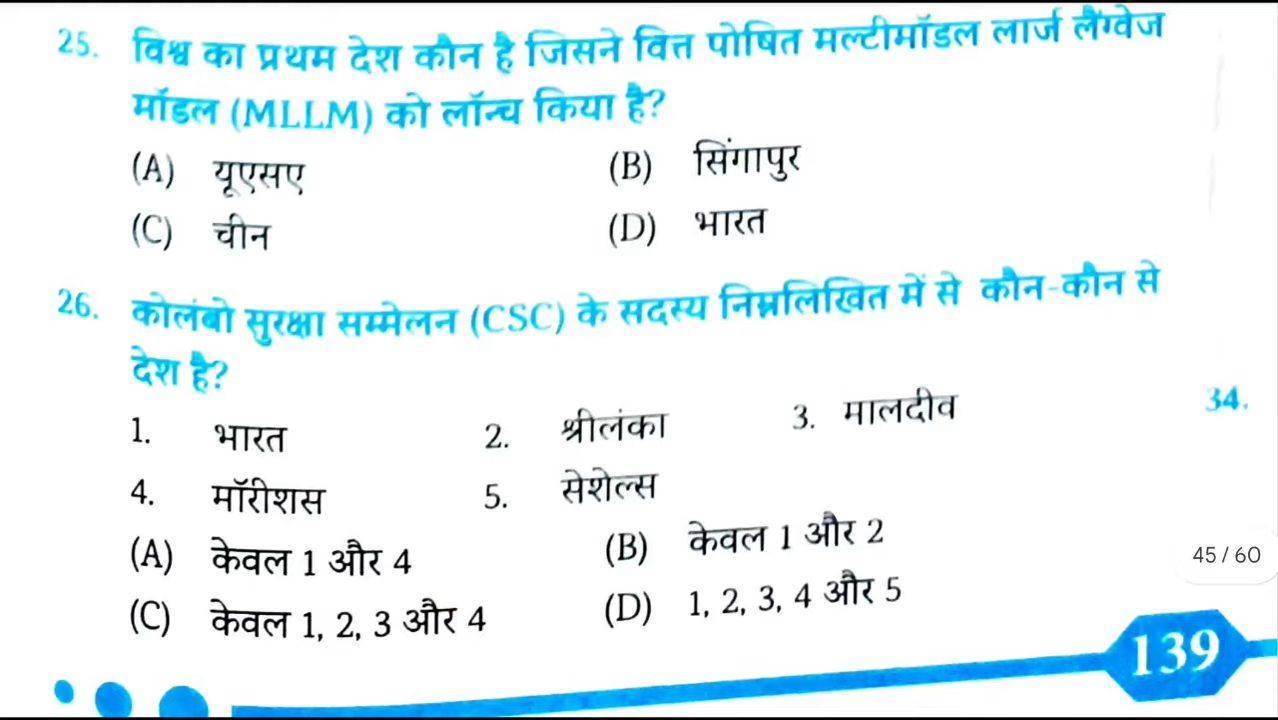 25. विश्व का प्रथम देश कौन है जिसने वित्त पोषित मल्टीमॉडल लार्ज लैंग्वेज
मॉडल (MLLM) को लॉन्च किया है?
(A) यूएसए (B) सिंगापुर
(C) चीन (D) भारत
26. कोलंबो सुरक्षा सम्मेलन (CSC) के सदस्य निम्नलिखित में से कौन-कौन से
देश है?
34.
1. भारत 2. श्रीलंका 3. मालदीव
4. मॉरीशस 5. सेशेल्स
(A) केवल 1 और 4 (B) केवल 1 और 2
45 / 60
(C) केवल 1, 2, 3 और 4 (D) 1, 2, 3, 4 और 5
139